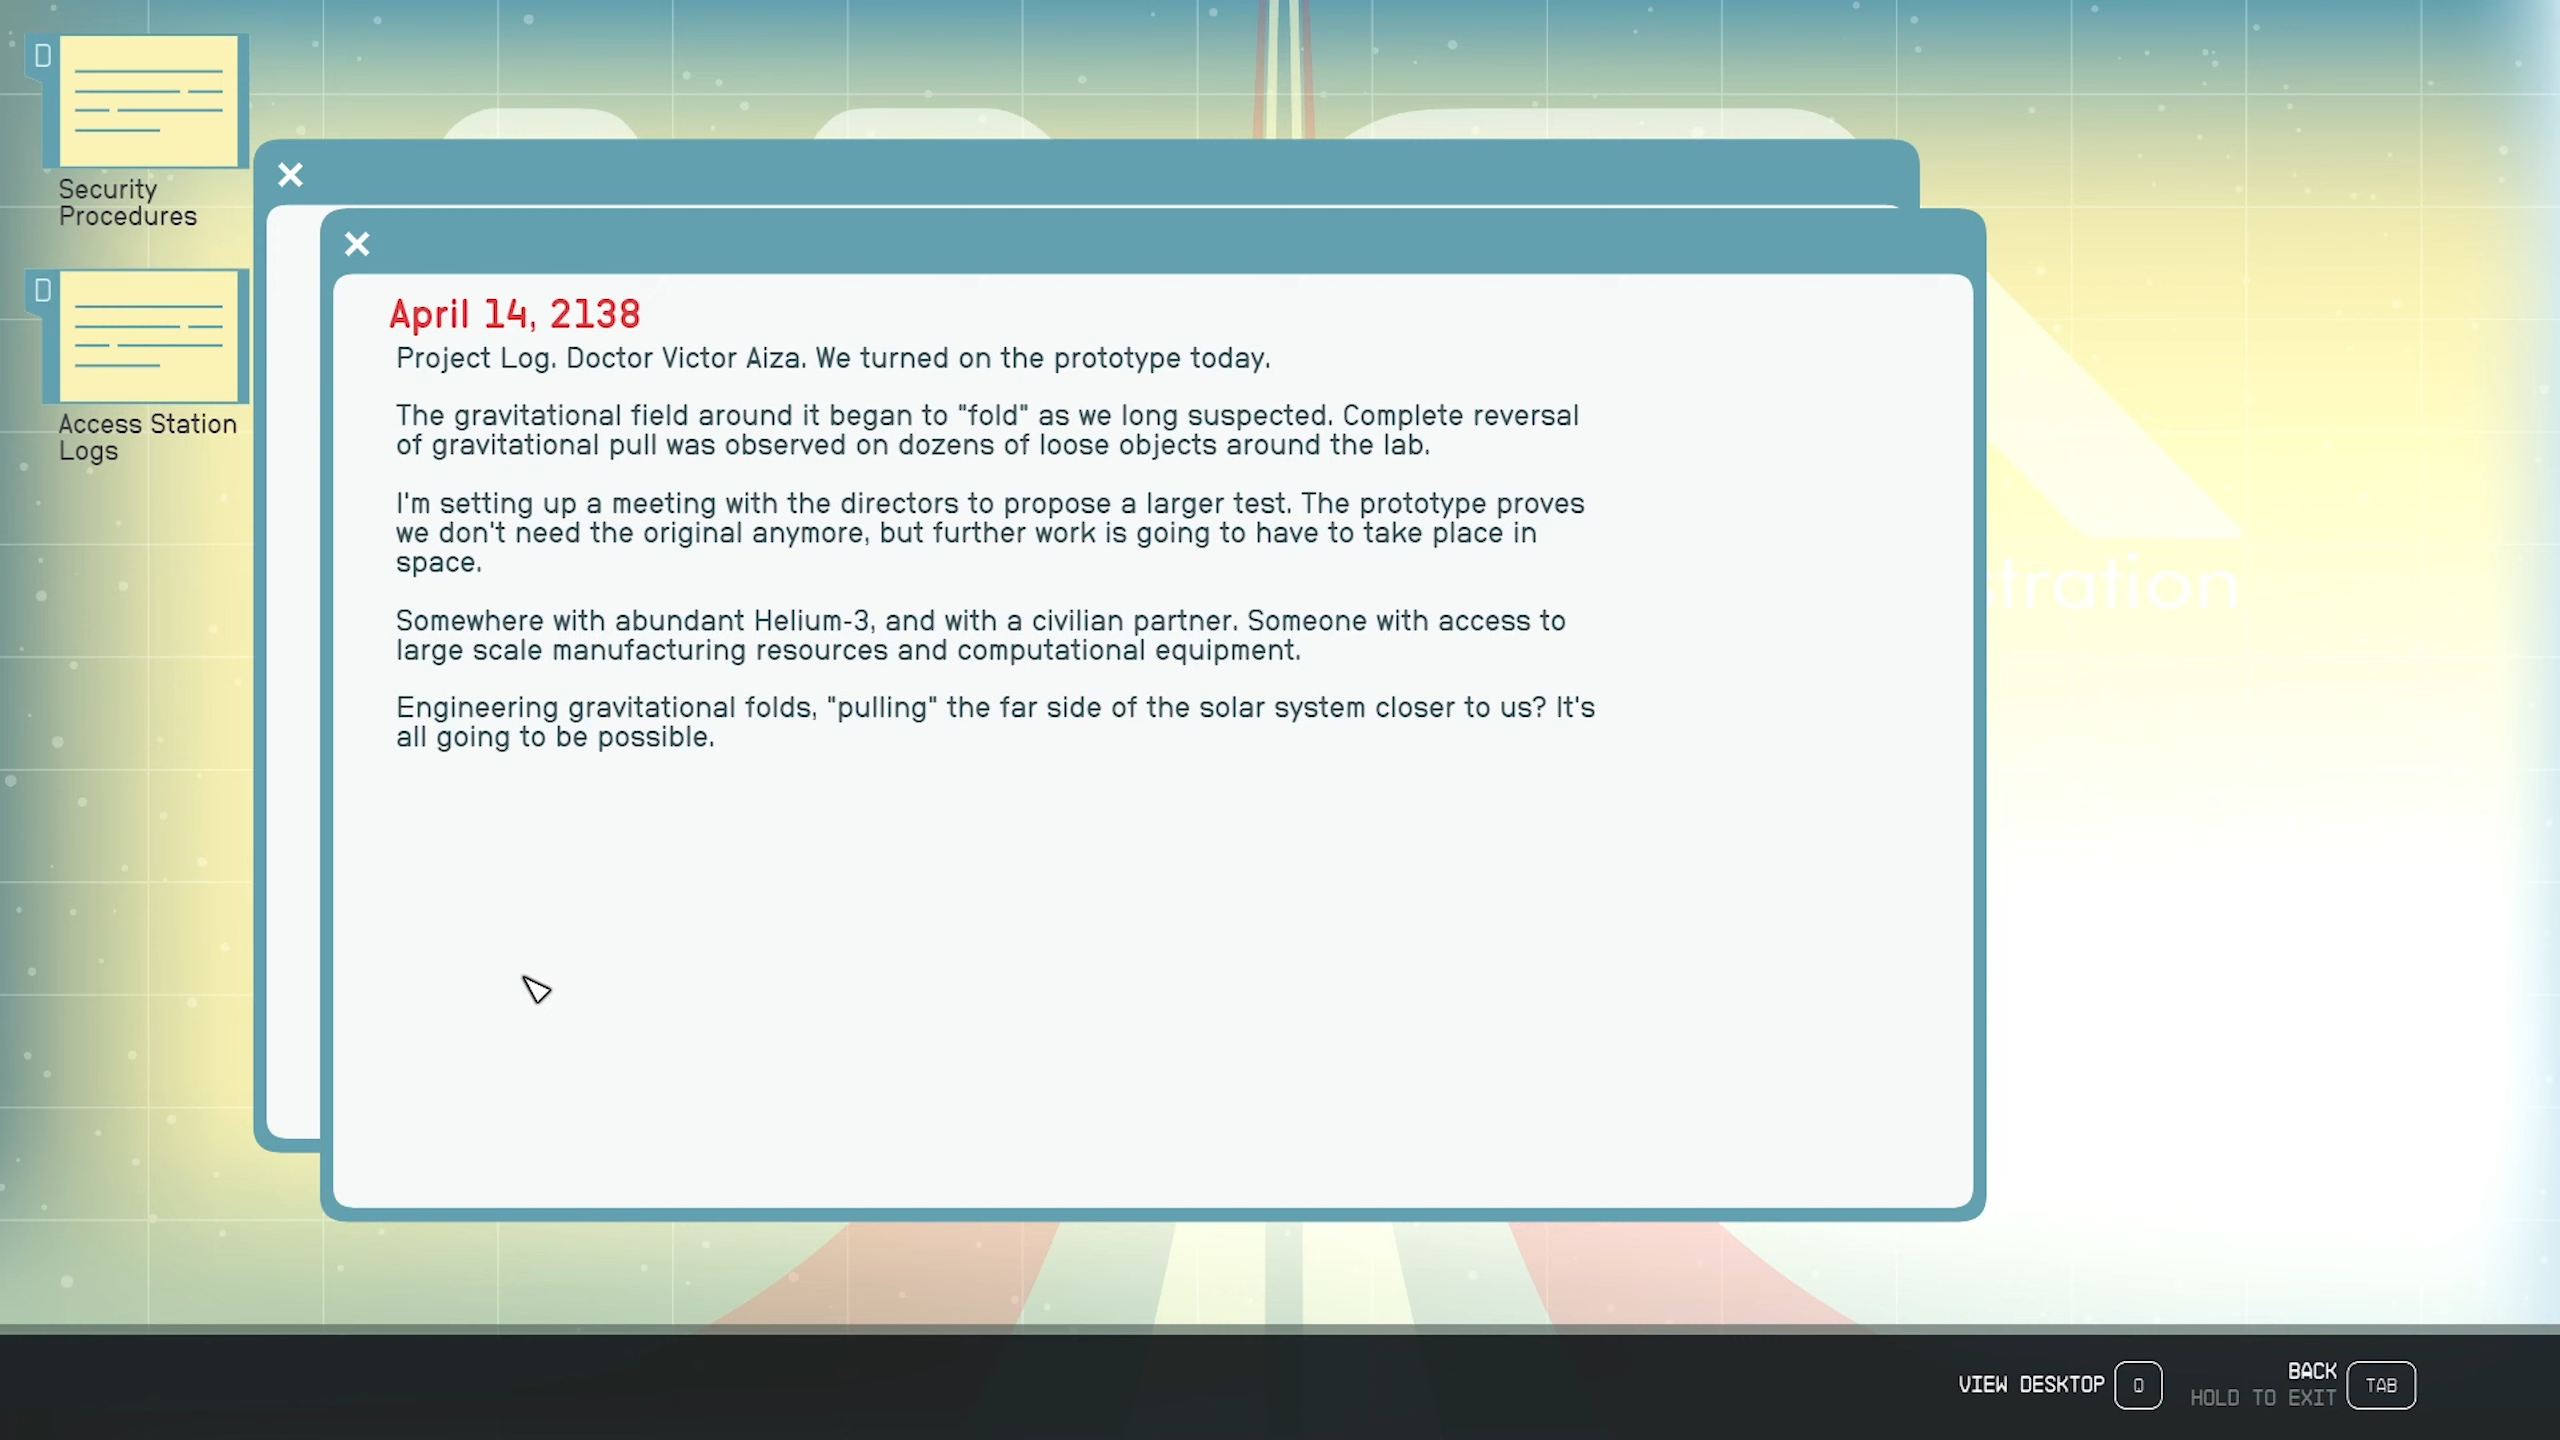 D
Security
Procedures
D
Access Station
Logs
April 14, 2138
Project Log. Doctor Victor Aiza. We turned on the prototype today.
The gravitational field around it began to "fold" as we long suspected. Complete reversal
of gravitational pull was observed on dozens of loose objects around the lab.
I'm setting up a meeting with the directors to propose a larger test. The prototype proves
we don't need the original anymore, but further work is going to have to take place in
space.
Somewhere with abundant Helium-3, and with a civilian partner. Someone with access to
large scale manufacturing resources and computational equipment.
Engineering gravitational folds, "pulling" the far side of the solar system closer to us? It's
all going to be possible.
stration
VIEW DESKTOP Q
BACK
HOLD TO EXIT TAB